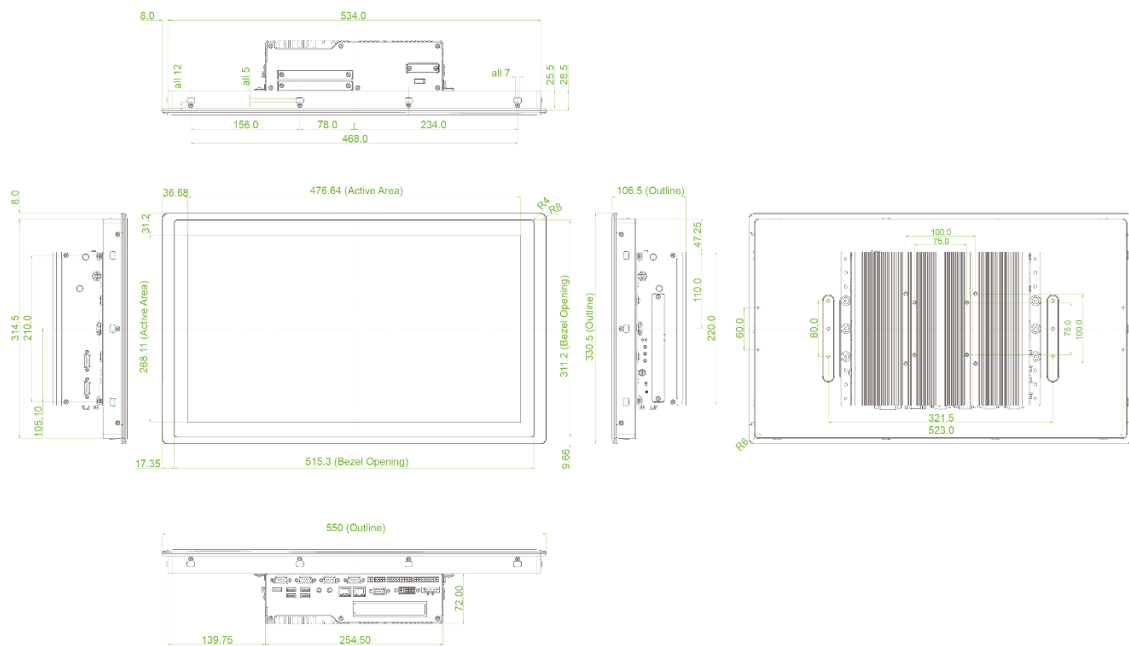 8.0
534.0
all 12
all 5
all 7
25.5
28.5
156.0
78.0
234.0
468.0
36.68
476.64 (Active Area)
106.5 (Outline)
8.0
31.2
R4
R8
47.25
100.0
75.0
314.5
210.0
268.11 (Active Area)
311.2 (Bezel Opening)
330.5 (Outline)
110.0
220.0
60.0
80.0
75.0
100.0
105.10
321.5
523.0
R6
17.35
515.3 (Bezel Opening)
9.66
550 (Outline)
72.00
139.75
254.50